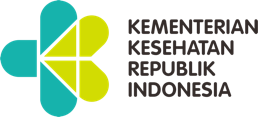 KEMENTERIAN
KESEHATAN
REPUBLIK
INDONESIA